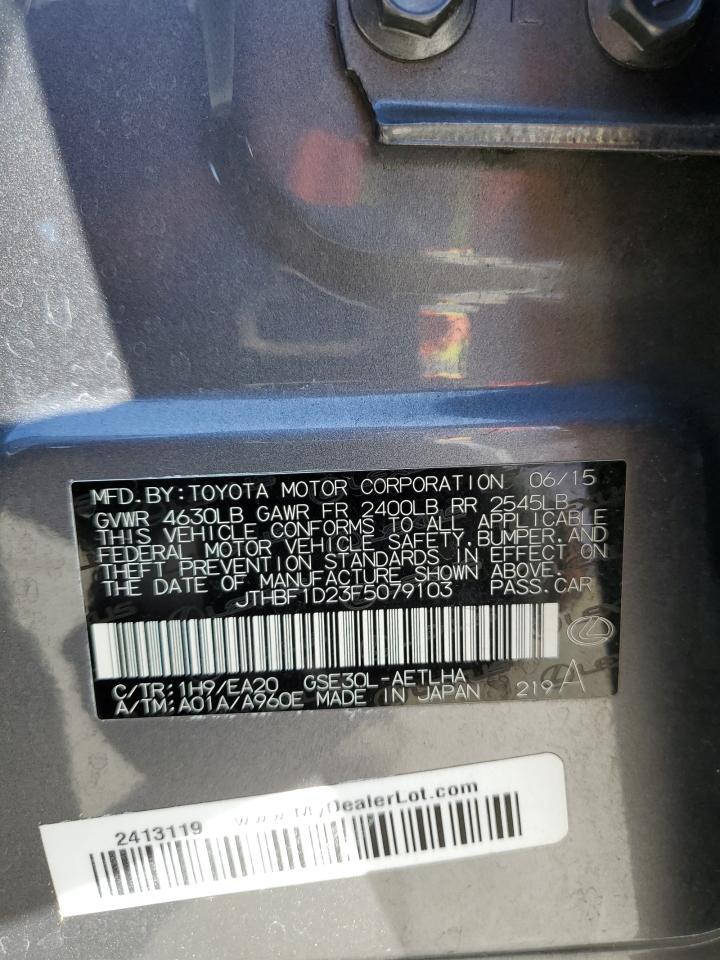 MFD.BY:TOYOTA MOTOR CORPORATION 06/15
GVWR 4630LB GAWR FR 2400LB RR 2545LB
THIS VEHICLE CONFORMS TO ALL APPLICABLE
FEDERAL MOTOR VEHICLE SAFETY,BUMPER,AND
THEFT PREVENTION STANDARDS IN EFFECT ON
THE DATE OF MANUFACTURE SHOWN ABOVE.
JTHBF1D23F5079103 PASS.CAR
C/TR:1H9/EA20 GSE30L-AETLHA
A/TM:A01A/A960E MADE IN JAPAN 219A
2413119 www.MyDealerLot.com